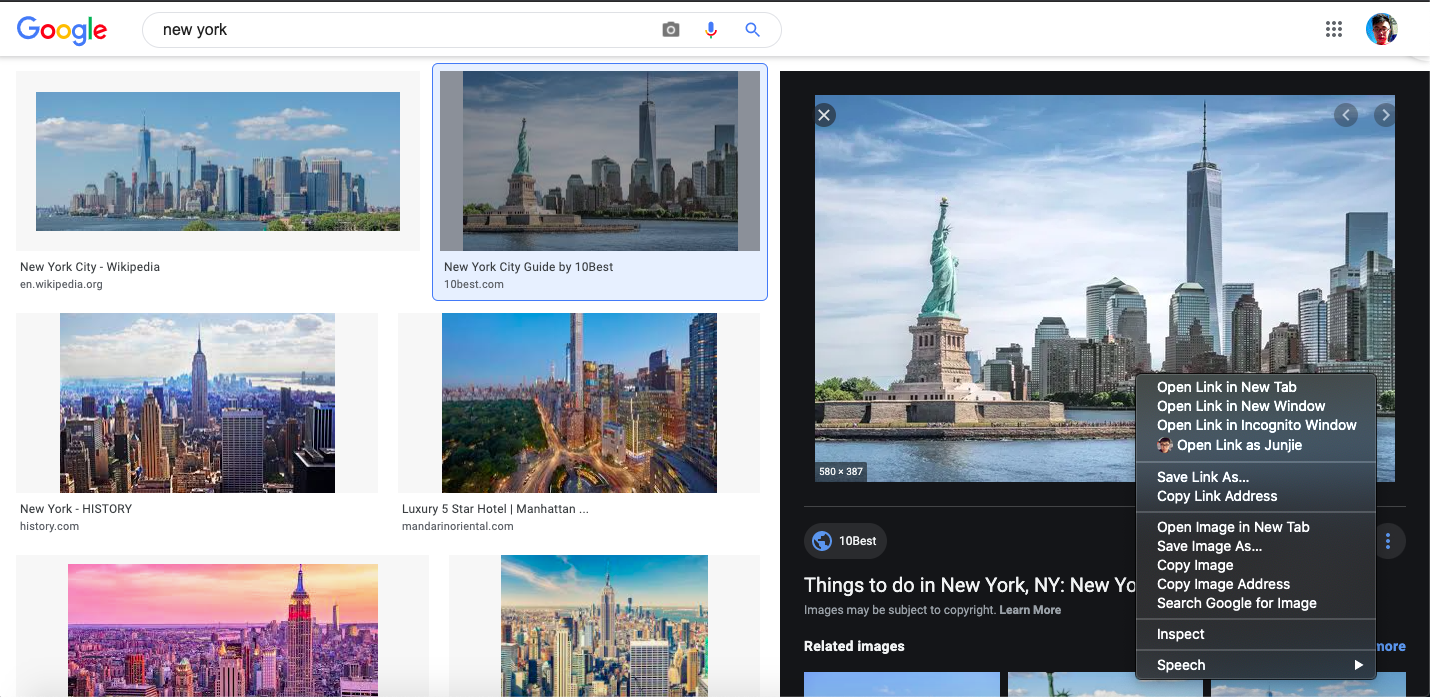 Google
new york
New York City - Wikipedia
en.wikipedia.org
New York City Guide by 10Best
10best.com
New York - HISTORY
history.com
Luxury 5 Star Hotel | Manhattan ...
mandarinoriental.com
580 × 387
10Best
Things to do in New York, NY: New Yo
Images may be subject to copyright. Learn More
Related images
more
Open Link in New Tab
Open Link in New Window
Open Link in Incognito Window
Open Link as Junjie
Save Link As...
Copy Link Address
Open Image in New Tab
Save Image As...
Copy Image
Copy Image Address
Search Google for Image
Inspect
Speech